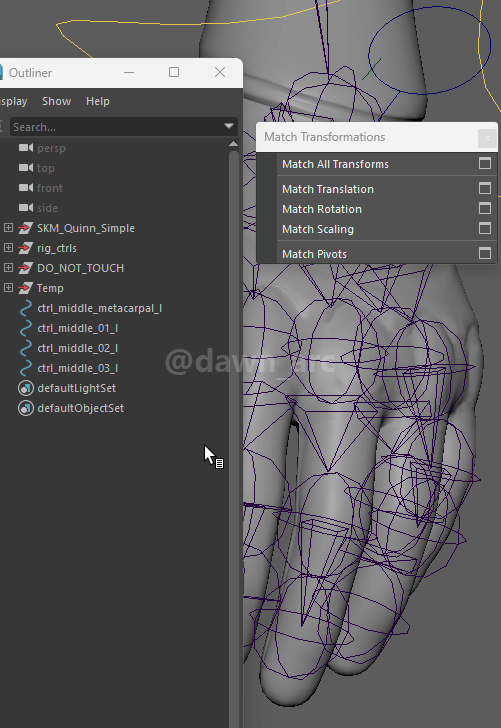 Outliner
splay Show Help
Search...
persp
top
front
side
SKM_Quinn_Simple
rig_ctrls
DO_NOT_TOUCH
Temp
ctrl_middle_metacarpal_l
ctrl_middle_01_l
ctrl_middle_02_l
ctrl_middle_03_l
defaultLightSet
defaultObjectSet
Match Transformations
Match All Transforms
Match Translation
Match Rotation
Match Scaling
Match Pivots
@dawn_arc